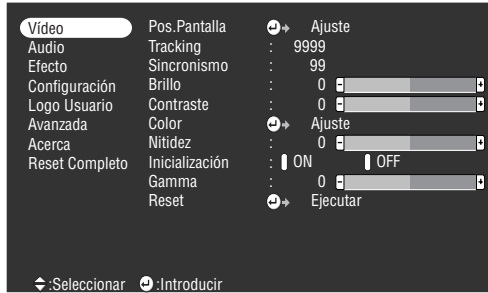 Vídeo
Audio
Efecto
Configuración
Logo Usuario
Avanzada
Acerca
Reset Completo
Pos.Pantalla Ajuste
Tracking : 9999
Sincronismo : 99
Brillo : 0 - +
Contraste : 0 - +
Color Ajuste
Nitidez : 0 - +
Inicialización : ON OFF
Gamma : 0 - +
Reset Ejecutar
:Seleccionar :Introducir